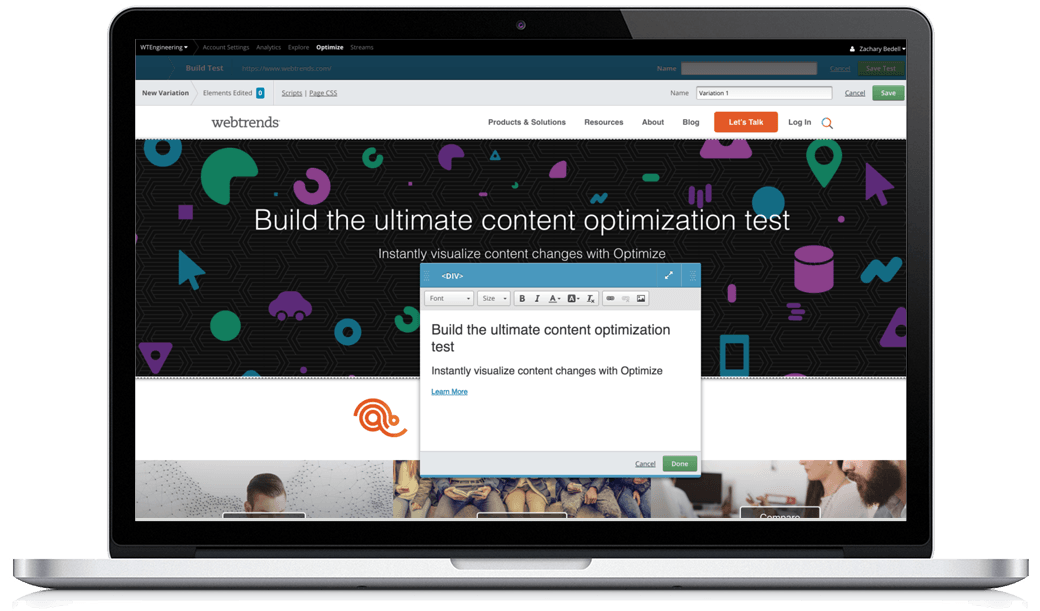 WTEngineering Account Settings Analytics Explore Optimize Streams Zachary Bedell
Build Test https://www.webtrends.com/ Name Cancel Save Test
New Variation Elements Edited 0 Scripts | Page CSS Name Variation 1 Cancel Save
webtrends Products & Solutions Resources About Blog Let's Talk Log In
Build the ultimate content optimization test
Instantly visualize content changes with Optimize
<DIV>
Font Size B I A A Tx
Build the ultimate content optimization
test
Instantly visualize content changes with Optimize
Learn More
Cancel Done
Compare